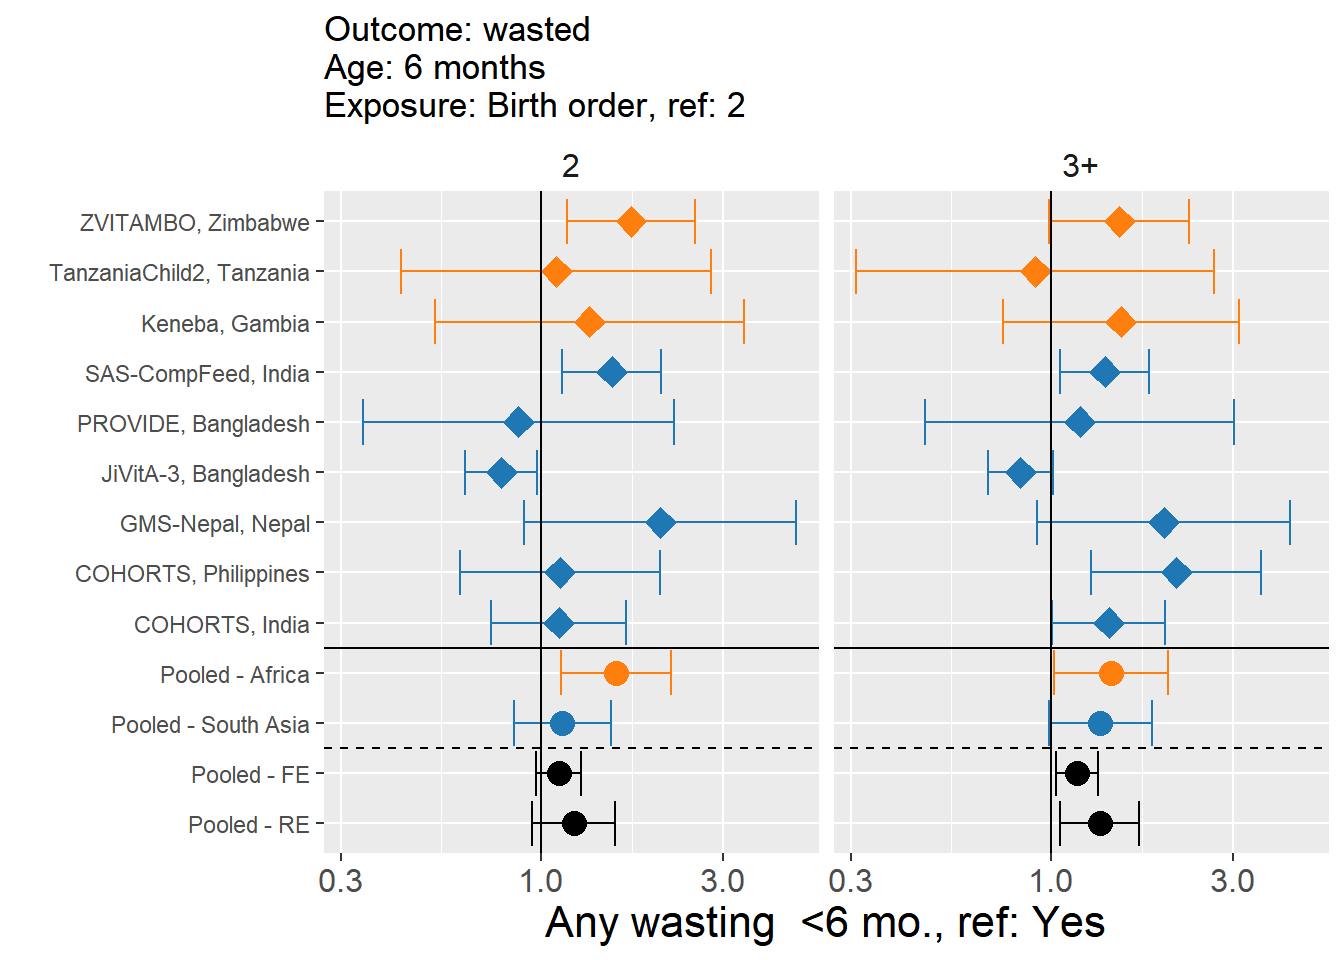 Outcome: wasted
Age: 6 months
Exposure: Birth order, ref: 2
2 3+
ZVITAMBO, Zimbabwe
TanzaniaChild2, Tanzania
Keneba, Gambia
SAS-CompFeed, India
PROVIDE, Bangladesh
JiVitA-3, Bangladesh
GMS-Nepal, Nepal
COHORTS, Philippines
COHORTS, India
Pooled - Africa
Pooled - South Asia
Pooled - FE
Pooled - RE
0.3 1.0 3.0 0.3 1.0 3.0
Any wasting  <6 mo., ref: Yes